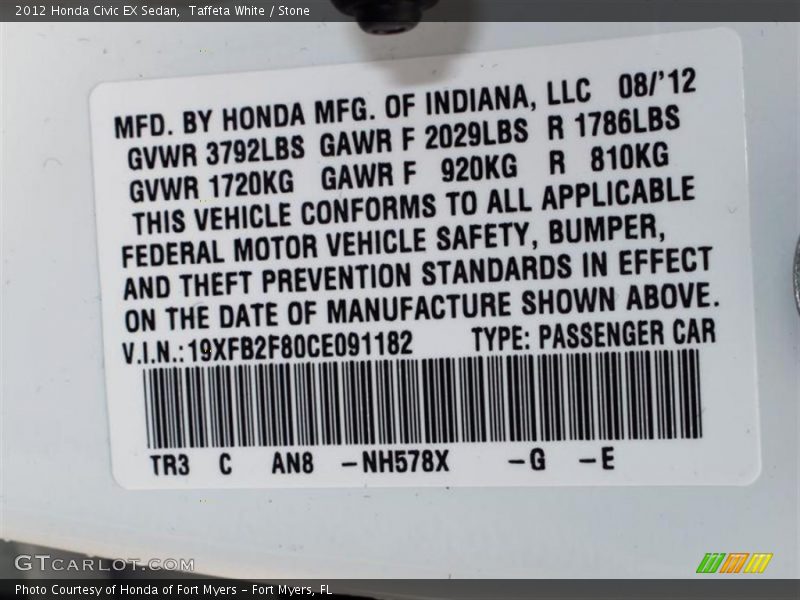 2012 Honda Civic EX Sedan,  Taffeta White / Stone
MFD. BY HONDA MFG. OF INDIANA, LLC 08/'12
GVWR 3792LBS GAWR F 2029LBS R 1786LBS
GVWR 1720KG GAWR F 920KG R 810KG
THIS VEHICLE CONFORMS TO ALL APPLICABLE
FEDERAL MOTOR VEHICLE SAFETY, BUMPER,
AND THEFT PREVENTION STANDARDS IN EFFECT
ON THE DATE OF MANUFACTURE SHOWN ABOVE.
V.I.N.: 19XFB2F80CE091182 TYPE: PASSENGER CAR
TR3 C AN8 -NH578X -G -E
GTCARLOT.COM
Photo Courtesy of Honda of Fort Myers - Fort Myers, FL